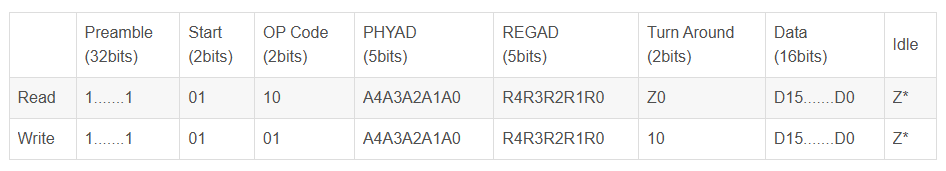 Preamble (32bits) Start (2bits) OP Code (2bits) PHYAD (5bits) REGAD (5bits) Turn Around (2bits) Data (16bits) Idle
Read 1.......1 01 10 A4A3A2A1A0 R4R3R2R1R0 Z0 D15.......D0 Z*
Write 1.......1 01 01 A4A3A2A1A0 R4R3R2R1R0 10 D15.......D0 Z*